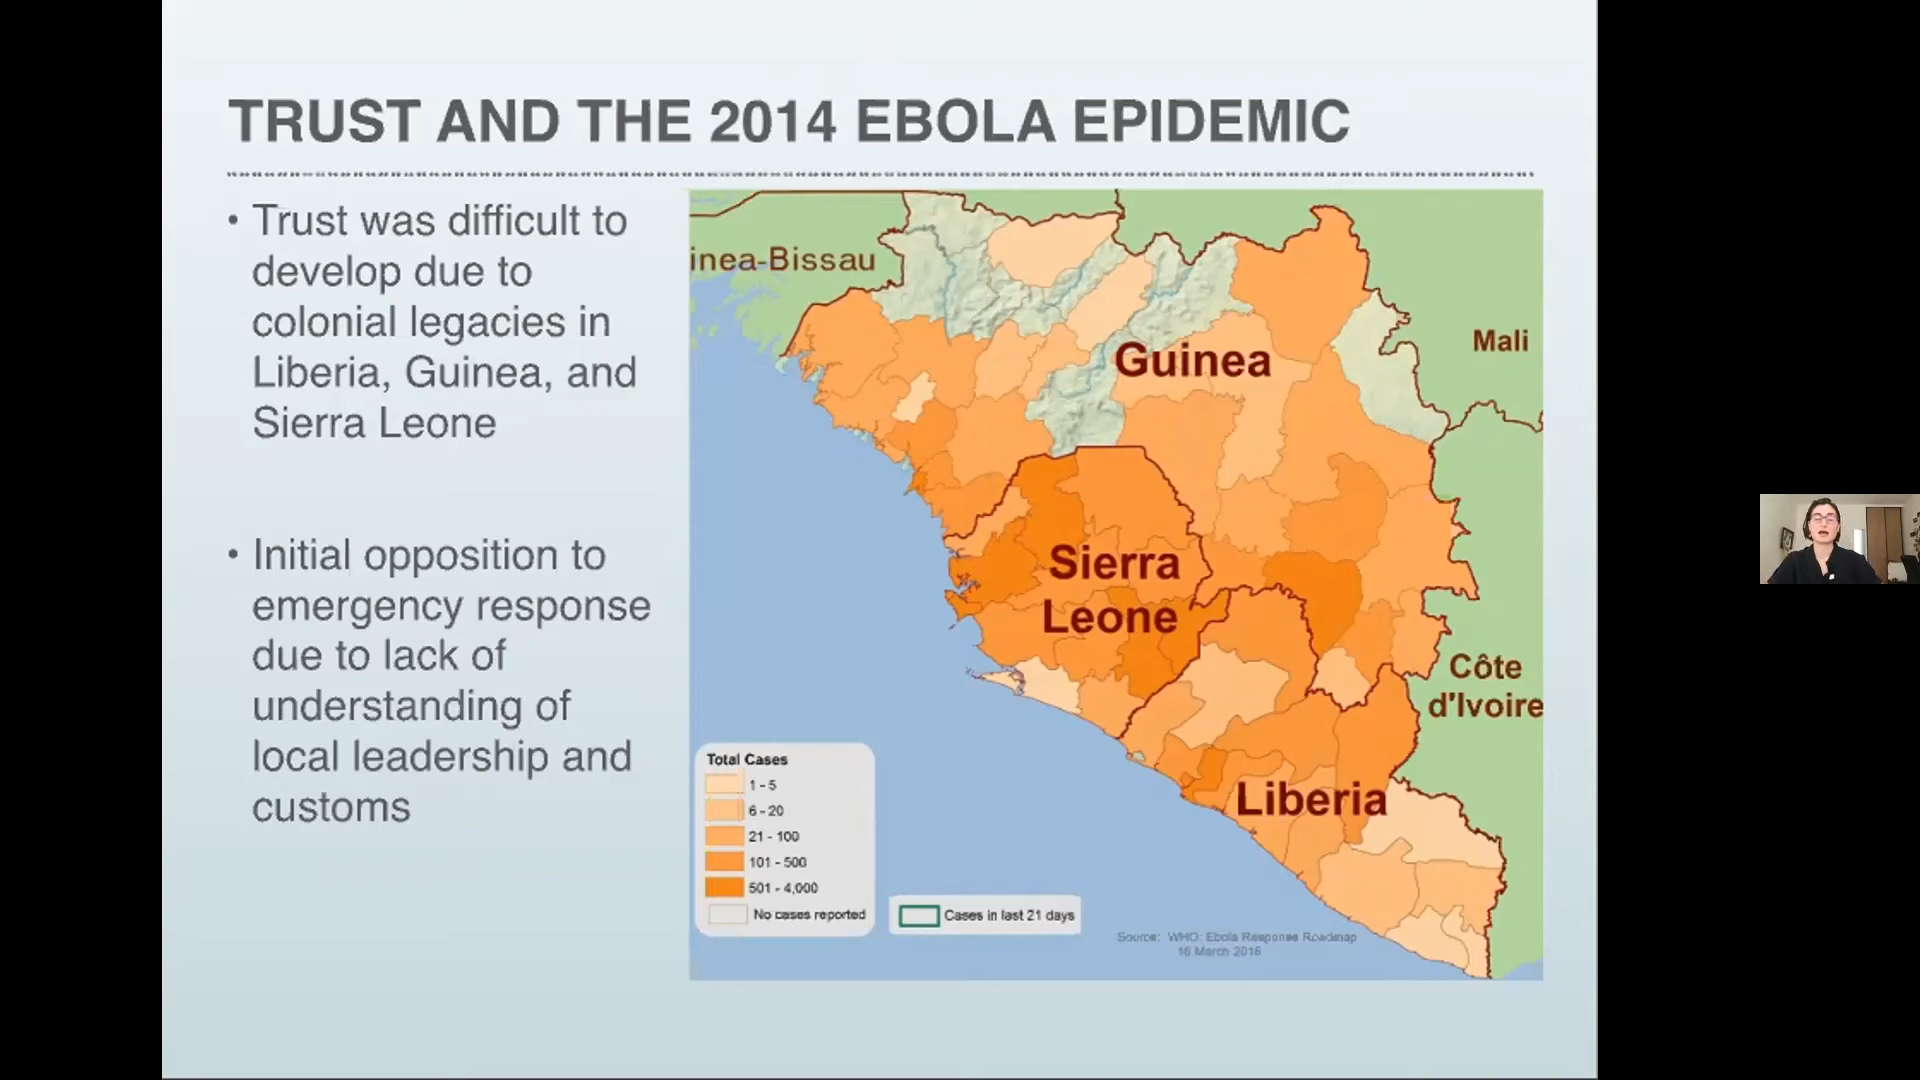 TRUST AND THE 2014 EBOLA EPIDEMIC
• Trust was difficult to
develop due to
colonial legacies in
Liberia, Guinea, and
Sierra Leone
• Initial opposition to
emergency response
due to lack of
understanding of
local leadership and
customs
inea-Bissau
Guinea
Mali
Sierra
Leone
Côte
d'Ivoire
Liberia
Total Cases
1 - 5
6 - 20
21 - 100
101 - 500
501 - 4,000
No cases reported
Cases in last 21 days
Source: WHO: Ebola Response Roadmap
16 March 2016